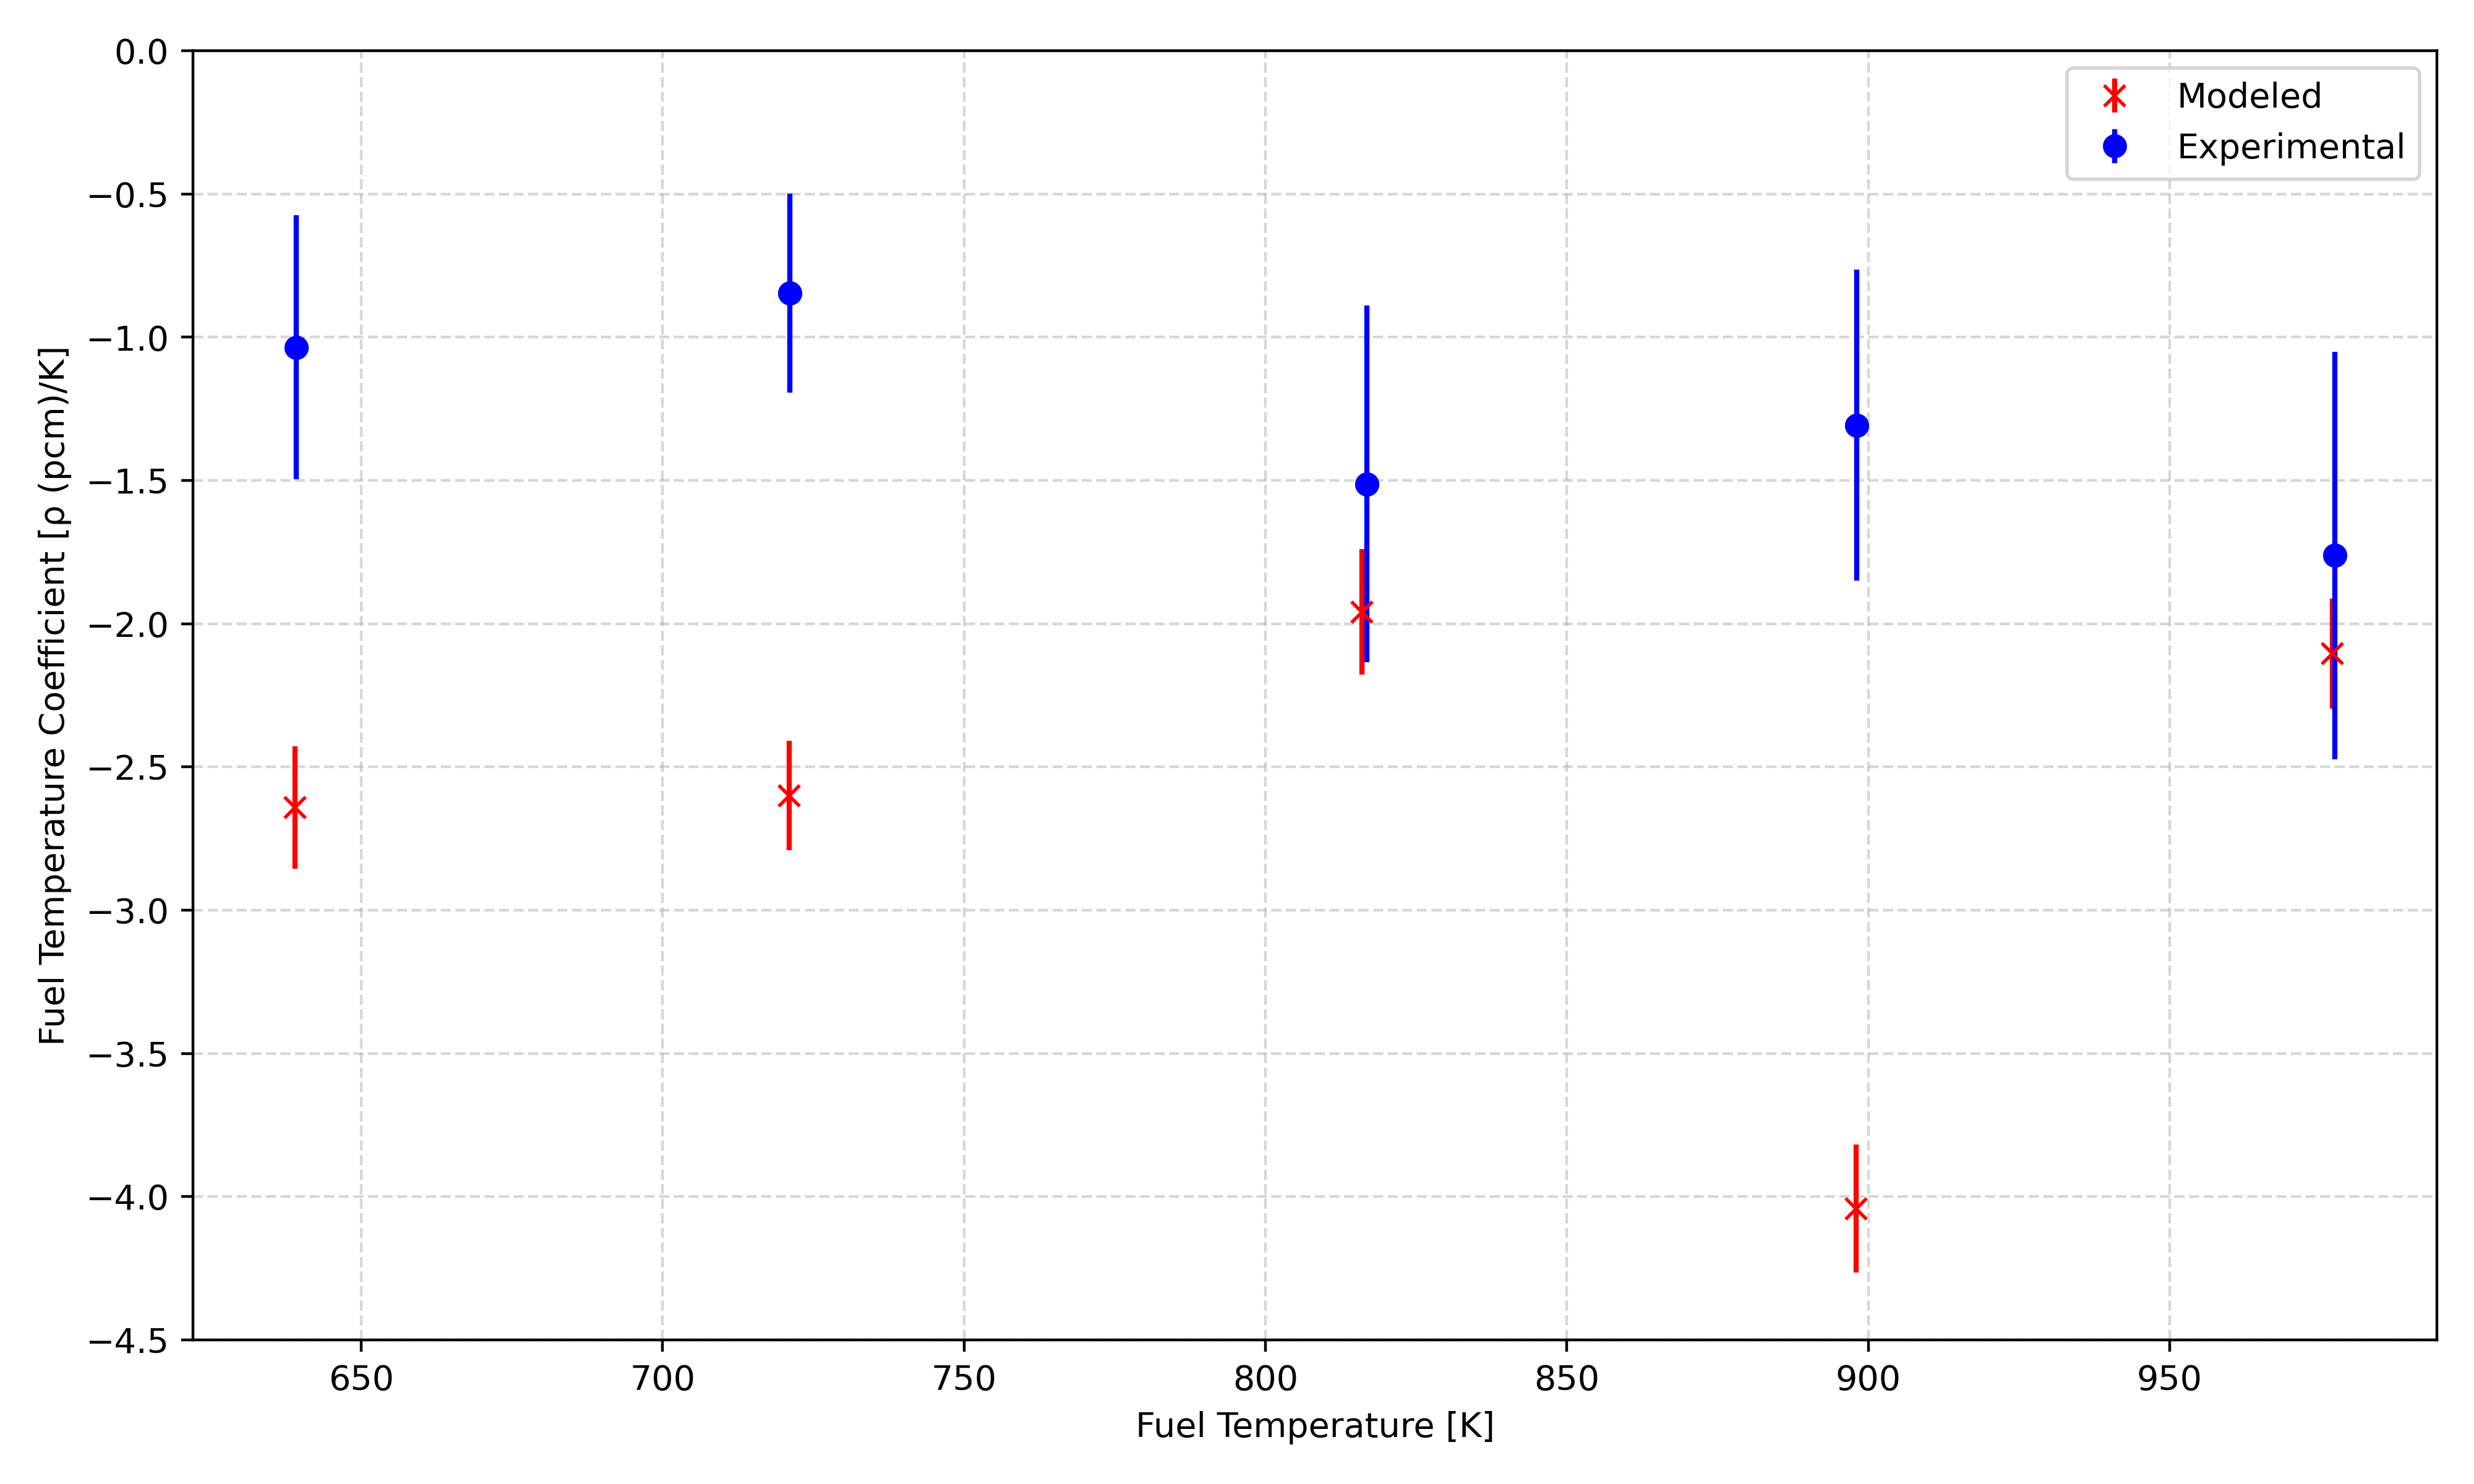 0.0
−0.5
−1.0
−1.5
−2.0
−2.5
−3.0
−3.5
−4.0
−4.5
Fuel Temperature Coefficient [ρ (pcm)/K]
Modeled
Experimental
650 700 750 800 850 900 950
Fuel Temperature [K]